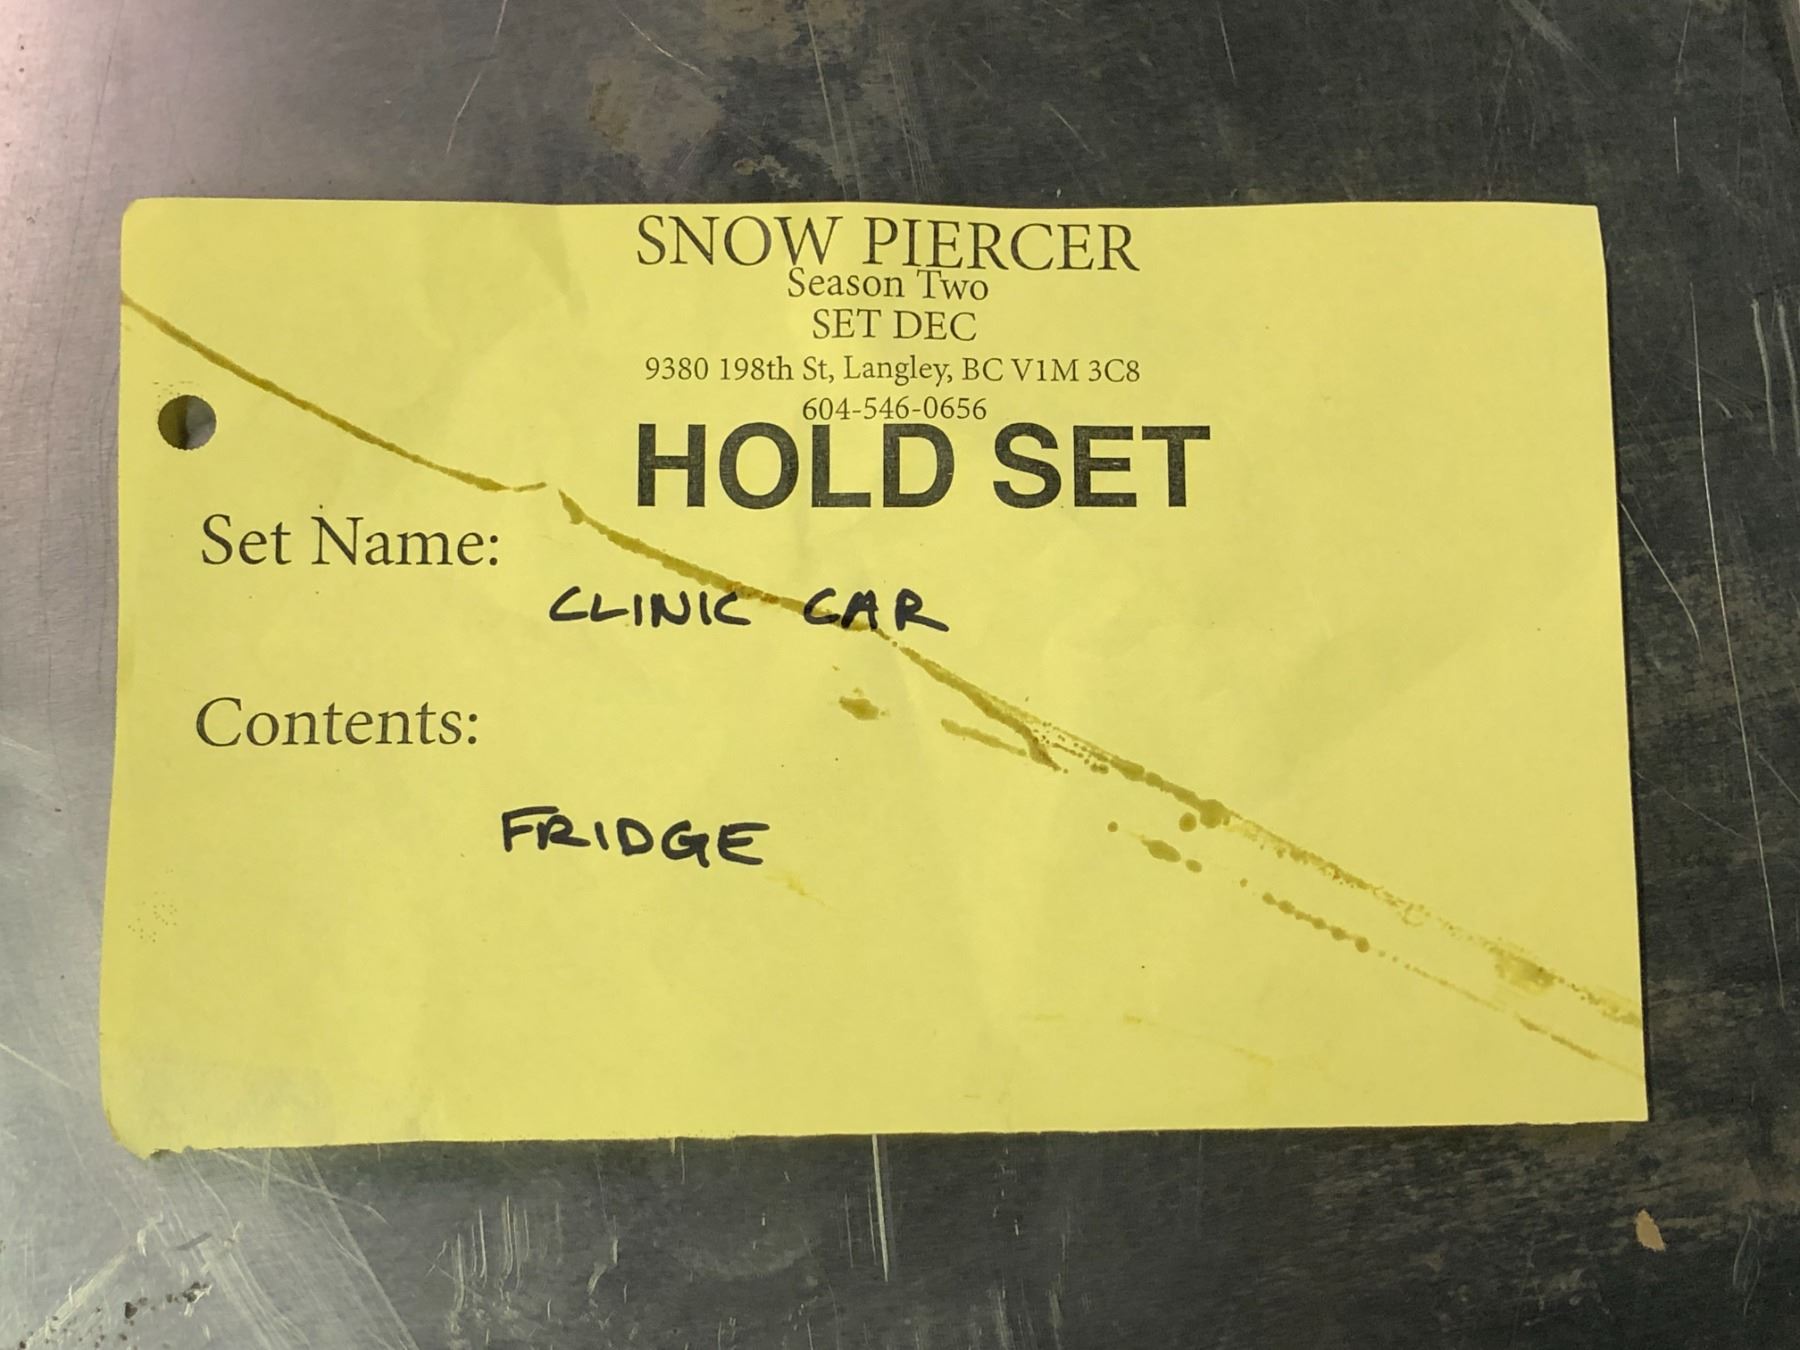 SNOW PIERCER
Season Two
SET DEC
9380 198th St, Langley, BC V1M 3C8
604-546-0656
HOLD SET
Set Name:
CLINIC CAR
Contents:
FRIDGE